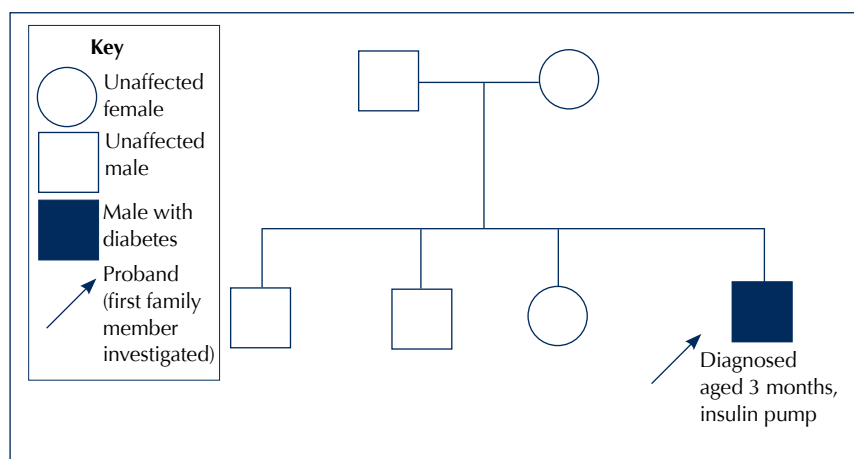 Key
Unaffected
female
Unaffected
male
Male with
diabetes
Proband
(first family
member
investigated)
Diagnosed
aged 3 months,
insulin pump